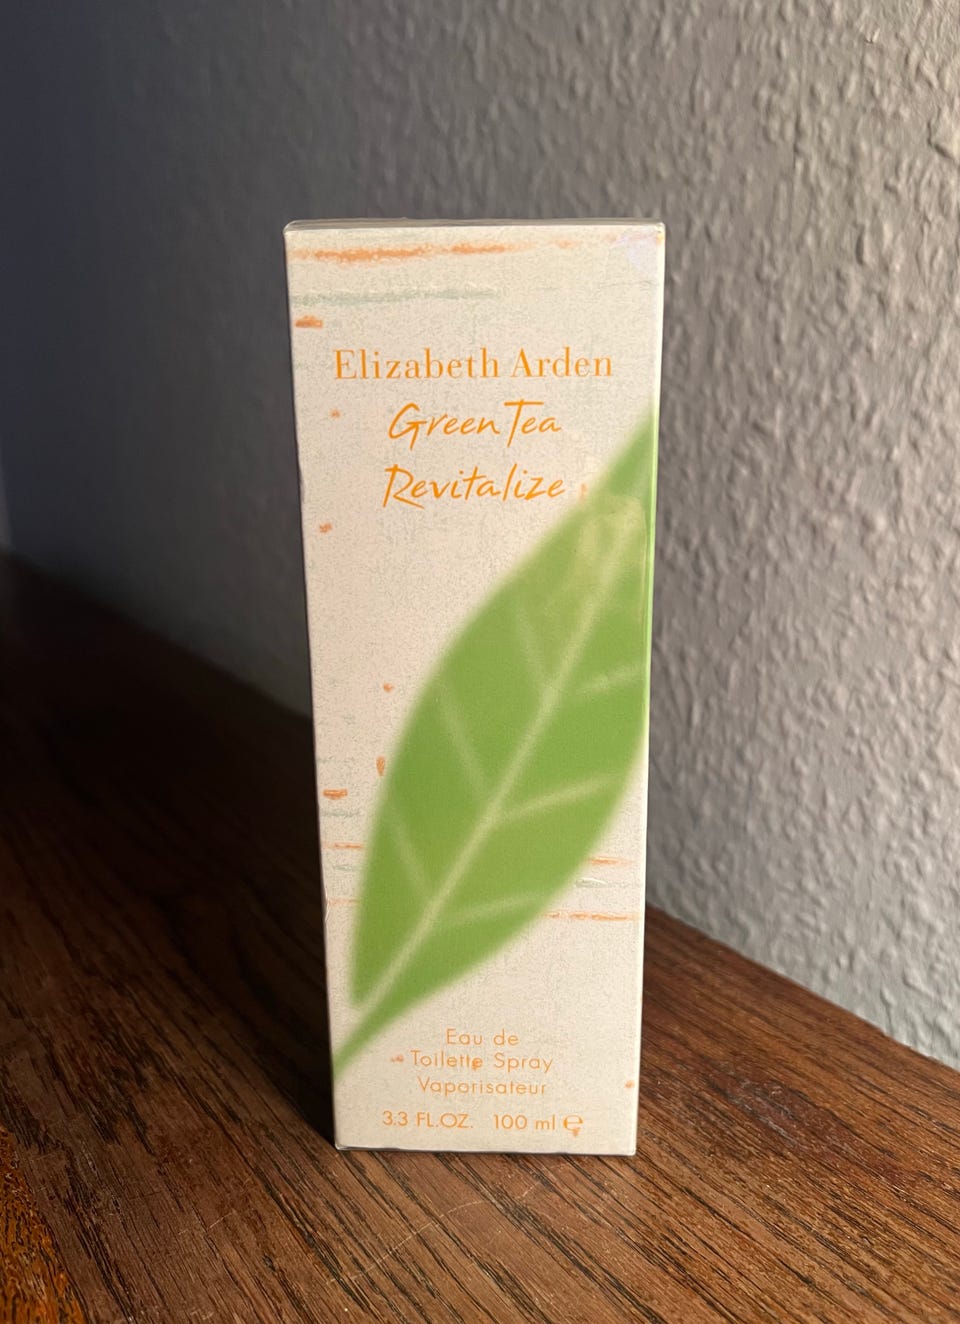 Elizabeth Arden
Green Tea
Revitalize
Eau de
Toilette Spray
Vaporisateur
3.3 FL.OZ. 100 ml ℮